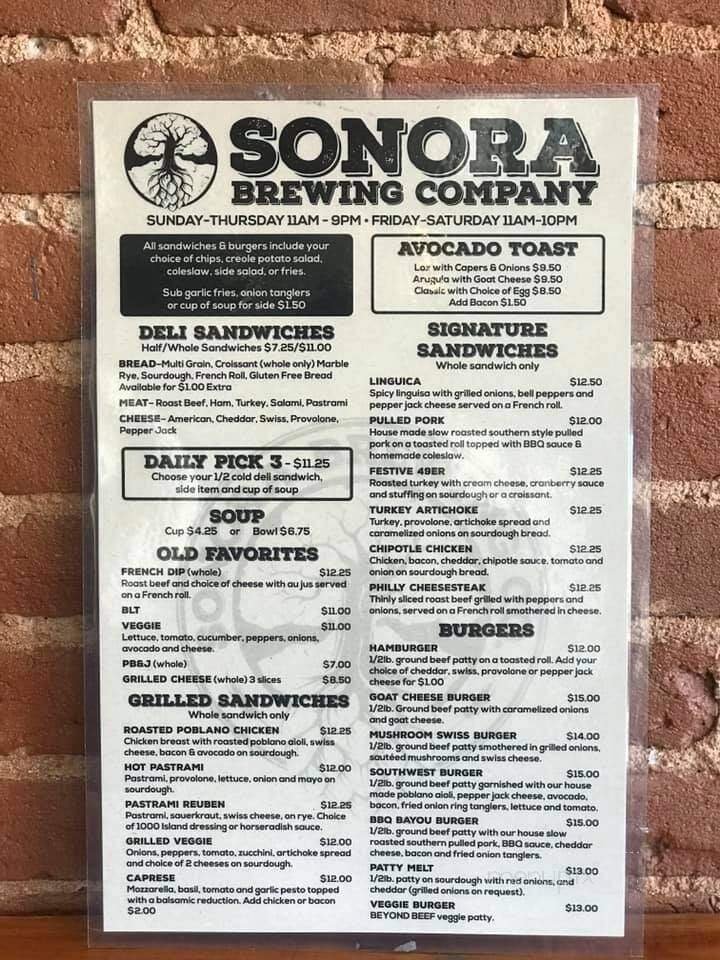 SONORA
BREWING COMPANY
SUNDAY-THURSDAY 11AM - 9PM • FRIDAY-SATURDAY 11AM-10PM
All sandwiches & burgers include your
choice of chips, creole potato salad,
coleslaw, side salad, or fries.
Sub garlic fries, onion tanglers
or cup of soup for side $1.50
DELI SANDWICHES
Half/Whole Sandwiches $7.25/$11.00
BREAD-Multi Grain, Croissant (whole only) Marble
Rye, Sourdough, French Roll, Gluten Free Bread
Available for $1.00 Extra
MEAT- Roast Beef, Ham, Turkey, Salami, Pastrami
CHEESE- American, Cheddar, Swiss, Provolone,
Pepper Jack
DAILY PICK 3 - $11.25
Choose your 1/2 cold deli sandwich,
side item and cup of soup
SOUP
Cup $4.25 or Bowl $6.75
OLD FAVORITES
FRENCH DIP (whole) $12.25
Roast beef and choice of cheese with au jus served
on a French roll.
BLT $11.00
VEGGIE $11.00
Lettuce, tomato, cucumber, peppers, onions,
avocado and cheese.
PB&J (whole) $7.00
GRILLED CHEESE (whole) 3 slices $8.50
GRILLED SANDWICHES
Whole sandwich only
ROASTED POBLANO CHICKEN $12.25
Chicken breast with roasted poblano aioli, swiss
cheese, bacon & avocado on sourdough.
HOT PASTRAMI $12.00
Pastrami, provolone, lettuce, onion and mayo on
sourdough.
PASTRAMI REUBEN $12.25
Pastrami, sauerkraut, swiss cheese, on rye. Choice
of 1000 Island dressing or horseradish sauce.
GRILLED VEGGIE $12.00
Onions, peppers, tomato, zucchini, artichoke spread
and choice of 2 cheeses on sourdough.
CAPRESE $12.00
Mozzarella, basil, tomato and garlic pesto topped
with a balsamic reduction. Add chicken or bacon
$2.00
AVOCADO TOAST
Lox with Capers & Onions $9.50
Arugula with Goat Cheese $9.50
Classic with Choice of Egg $8.50
Add Bacon $1.50
SIGNATURE
SANDWICHES
Whole sandwich only
LINGUICA $12.50
Spicy linguisa with grilled onions, bell peppers and
pepper jack cheese served on a French roll.
PULLED PORK $12.00
House made slow roasted southern style pulled
pork on a toasted roll topped with BBQ sauce &
homemade coleslaw.
FESTIVE 49ER $12.25
Roasted turkey with cream cheese, cranberry sauce
and stuffing on sourdough or a croissant.
TURKEY ARTICHOKE $12.25
Turkey, provolone, artichoke spread and
caramelized onions on sourdough bread.
CHIPOTLE CHICKEN $12.25
Chicken, bacon, cheddar, chipotle sauce, tomato and
onion on sourdough bread.
PHILLY CHEESESTEAK $12.25
Thinly sliced roast beef grilled with peppers and
onions, served on a French roll smothered in cheese.
BURGERS
HAMBURGER $12.00
1/2lb. ground beef patty on a toasted roll. Add your
choice of cheddar, swiss, provolone or pepper jack
cheese for $1.00
GOAT CHEESE BURGER $15.00
1/2lb. Ground beef patty with caramelized onions
and goat cheese.
MUSHROOM SWISS BURGER $14.00
1/2lb. ground beef patty smothered in grilled onions,
sautéed mushrooms and swiss cheese.
SOUTHWEST BURGER $15.00
1/2lb. ground beef patty garnished with our house
made poblano aioli, pepper jack cheese, avocado,
bacon, fried onion ring tanglers, lettuce and tomato.
BBQ BAYOU BURGER $15.00
1/2lb. ground beef patty with our house slow
roasted southern pulled pork, BBQ sauce, cheddar
cheese, bacon and fried onion tanglers.
PATTY MELT $13.00
1/2lb. patty on sourdough with red onions, and
cheddar (grilled onions on request).
VEGGIE BURGER $13.00
BEYOND BEEF veggie patty.